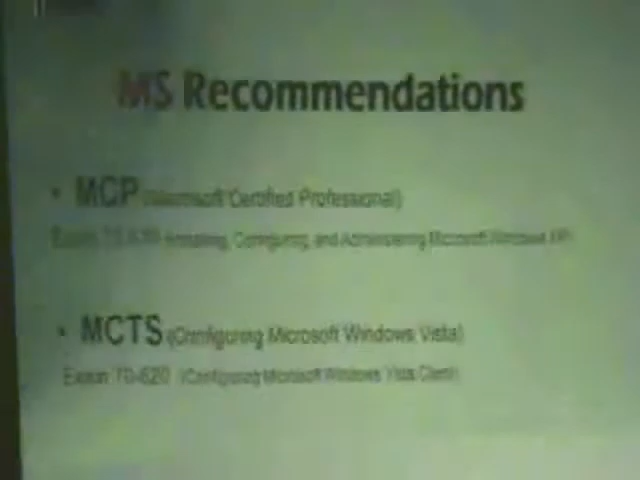 MS Recommendations
• MCP (Microsoft Certified Professional)
Exam Installing, Configuring, and Administering Microsoft Windows XP
• MCTS (Configuring Microsoft Windows Vista)
Exam 70-620 (Configuring Microsoft Windows Vista Client)